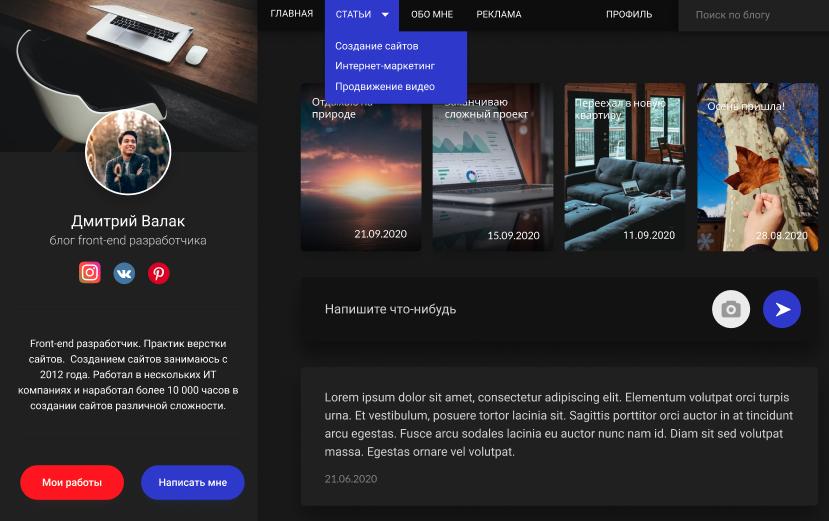 ГЛАВНАЯ
СТАТЬИ
ОБО МНЕ
РЕКЛАМА
ПРОФИЛЬ
Поиск по блогу
Создание сайтов
Интернет-маркетинг
Продвижение видео
Отдыхаю на
природе
21.09.2020
Заканчиваю
сложный проект
15.09.2020
Переехал в новую
квартиру
11.09.2020
Осень пришла!
28.08.2020
Дмитрий Валак
блог front-end разработчика
Front-end разработчик. Практик верстки
сайтов. Созданием сайтов занимаюсь с
2012 года. Работал в нескольких ИТ
компаниях и наработал более 10 000 часов в
создании сайтов различной сложности.
Мои работы
Написать мне
Напишите что-нибудь
Lorem ipsum dolor sit amet, consectetur adipiscing elit. Elementum volutpat orci turpis
urna. Et vestibulum, posuere tortor lacinia sit. Sagittis porttitor orci auctor in at tincidunt
arcu egestas. Fusce arcu sodales lacinia eu auctor nunc nam id. Diam sit sed volutpat
massa. Egestas ornare vel volutpat.
21.06.2020